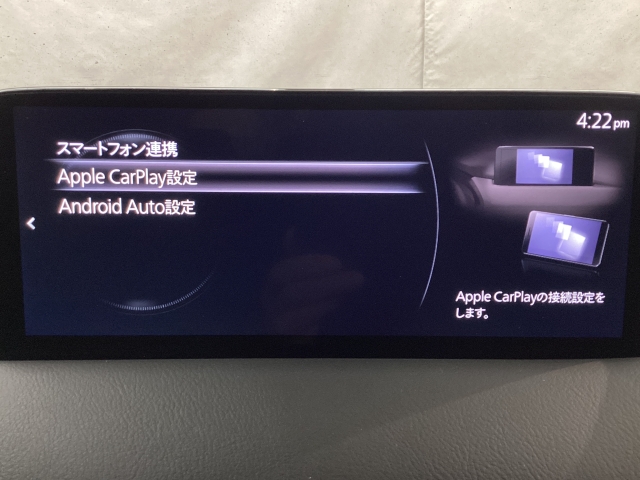 4:22 pm
スマートフォン連携
Apple CarPlay設定
Android Auto設定
Apple CarPlayの接続設定を
します。